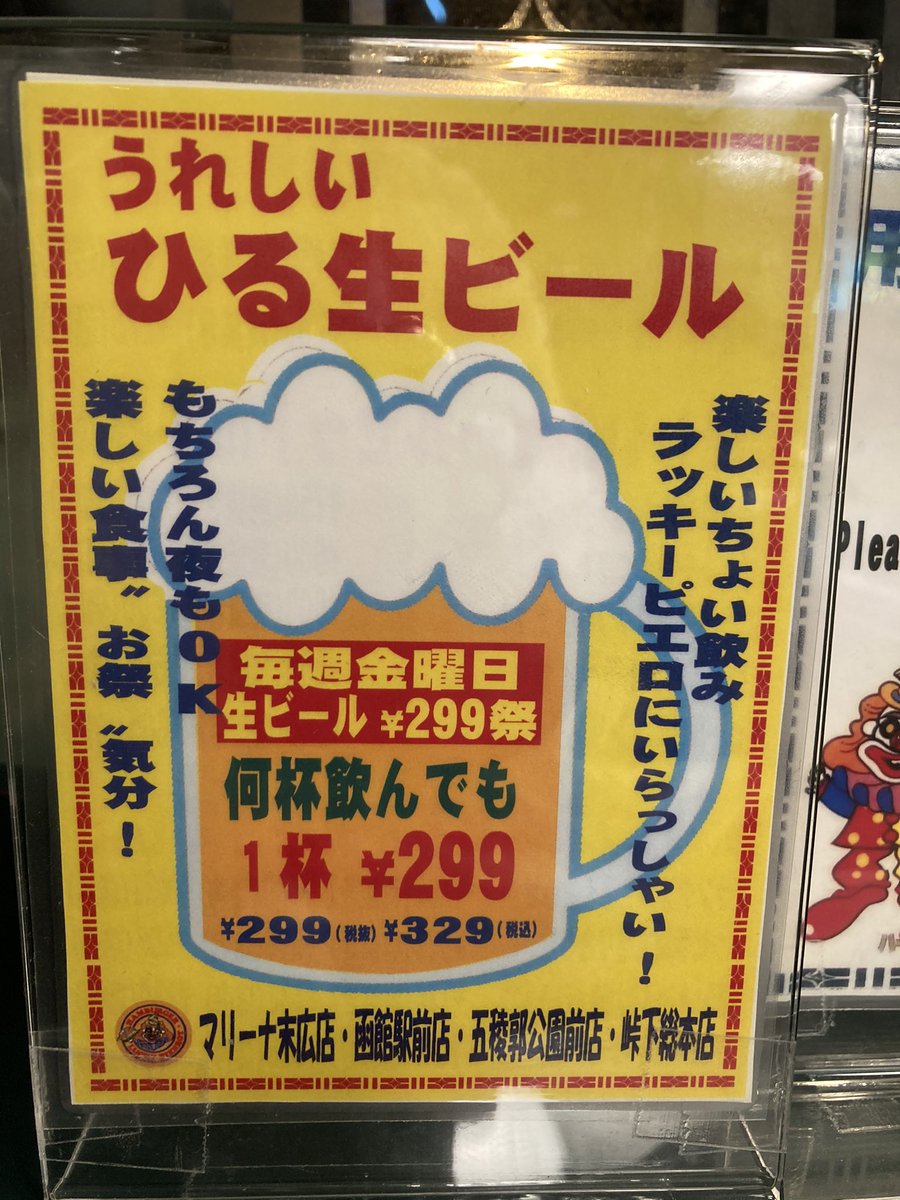 うれしい
ひる生ビール
楽しいちょい飲み
ラッキーピエロにいらっしゃい！
もちろん夜もOK
楽しい食事〝お祭〟気分！
毎週金曜日
生ビール ¥299祭
何杯飲んでも
1杯 ¥299
¥299(税抜) ¥329(税込)
マリーナ末広店・函館駅前店・五稜郭公園前店・峠下総本店
HAMBURGER
Plea